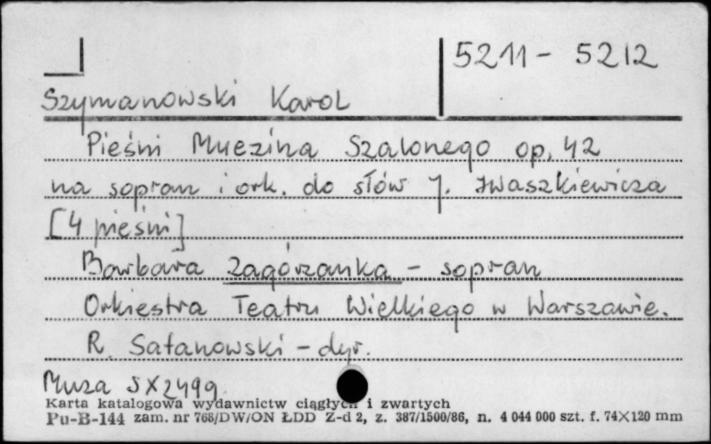 5211 - 5212
Szymanowski Karol
Pieśni Muezina Szalonego op. 42
na sopran i ork. do słów J. Iwaszkiewicza
[4 pieśni]
Barbara Zagórzanka - sopran
Orkiestra Teatru Wielkiego w Warszawie.
R. Satanowski - dyr.
Muza SX2499
Karta katalogowa wydawnictw ciągłych i zwartych
Pu-B-144 zam. nr 768/DW/ON ŁDD Z-d 2, z. 387/1500/86, n. 4 044 000 szt. f. 74×120 mm